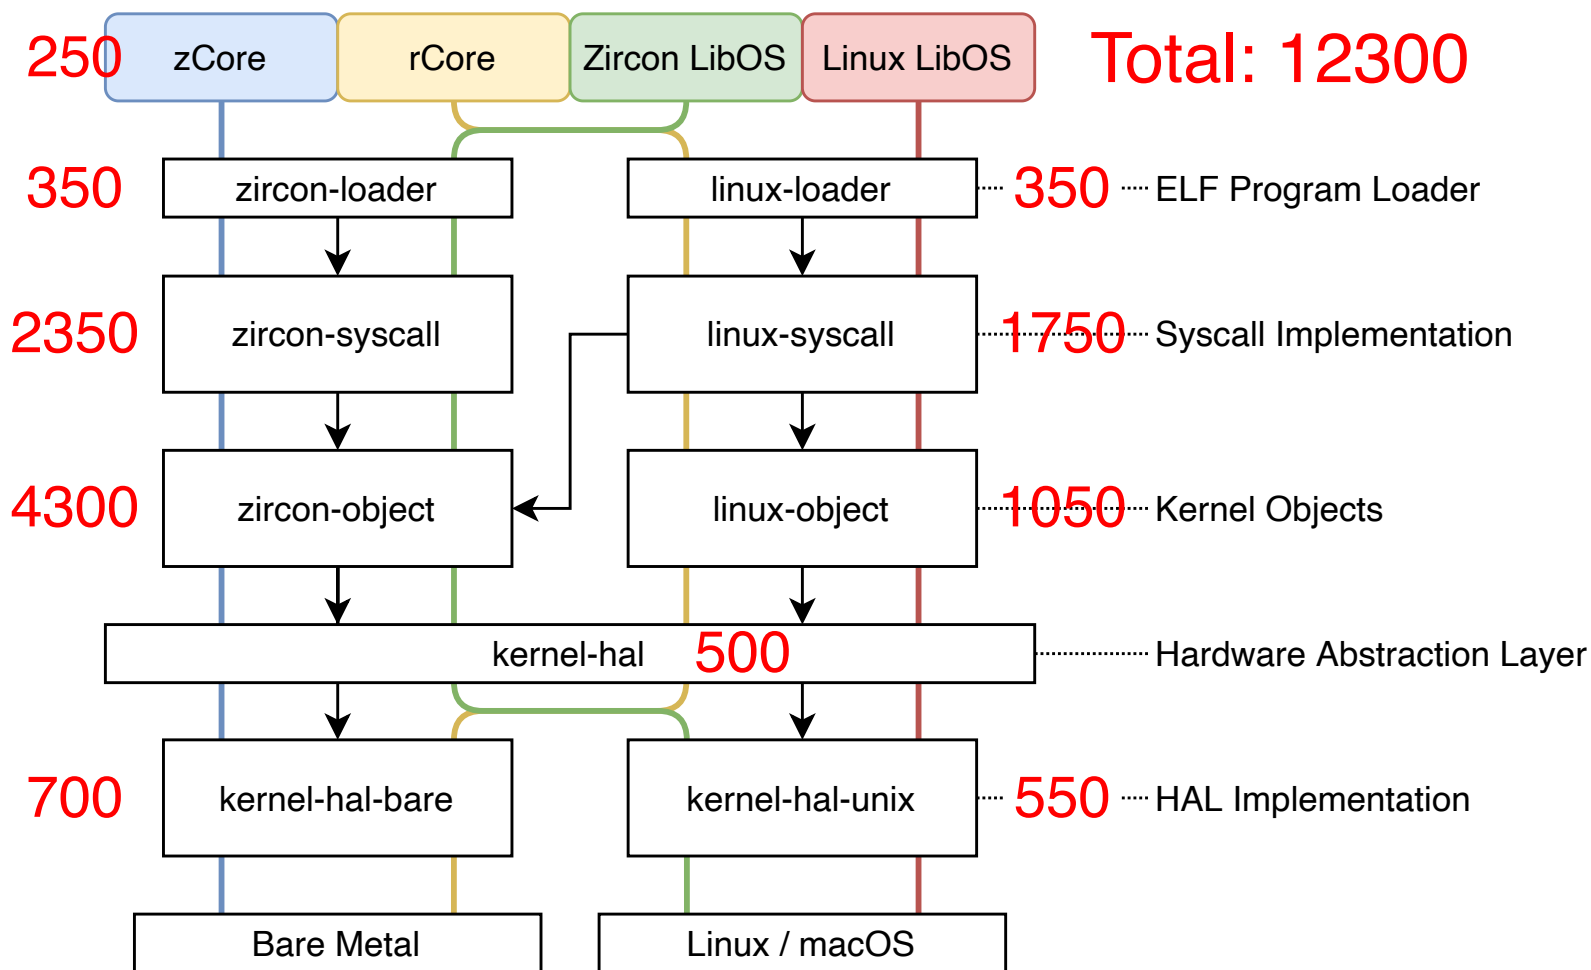 250 zCore rCore Zircon LibOS Linux LibOS Total: 12300
350 zircon-loader linux-loader 350 ELF Program Loader
2350 zircon-syscall linux-syscall 1750 Syscall Implementation
4300 zircon-object linux-object 1050 Kernel Objects
kernel-hal 500 Hardware Abstraction Layer
700 kernel-hal-bare kernel-hal-unix 550 HAL Implementation
Bare Metal Linux / macOS